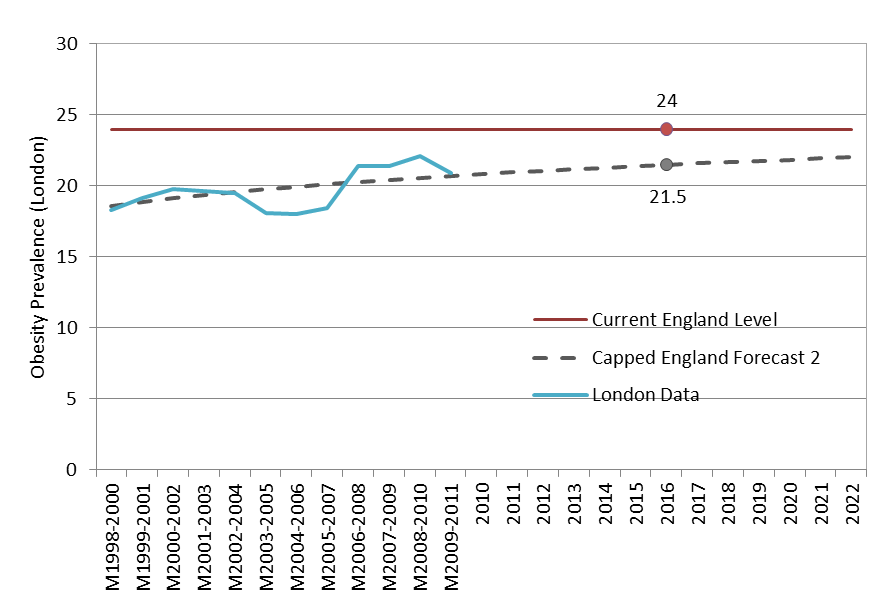 30
25
20
15
10
5
0
Obesity Prevalence (London)
24
21.5
Current England Level
Capped England Forecast 2
London Data
M1998-2000
M1999-2001
M2000-2002
M2001-2003
M2002-2004
M2003-2005
M2004-2006
M2005-2007
M2006-2008
M2007-2009
M2008-2010
M2009-2011
2010
2011
2012
2013
2014
2015
2016
2017
2018
2019
2020
2021
2022